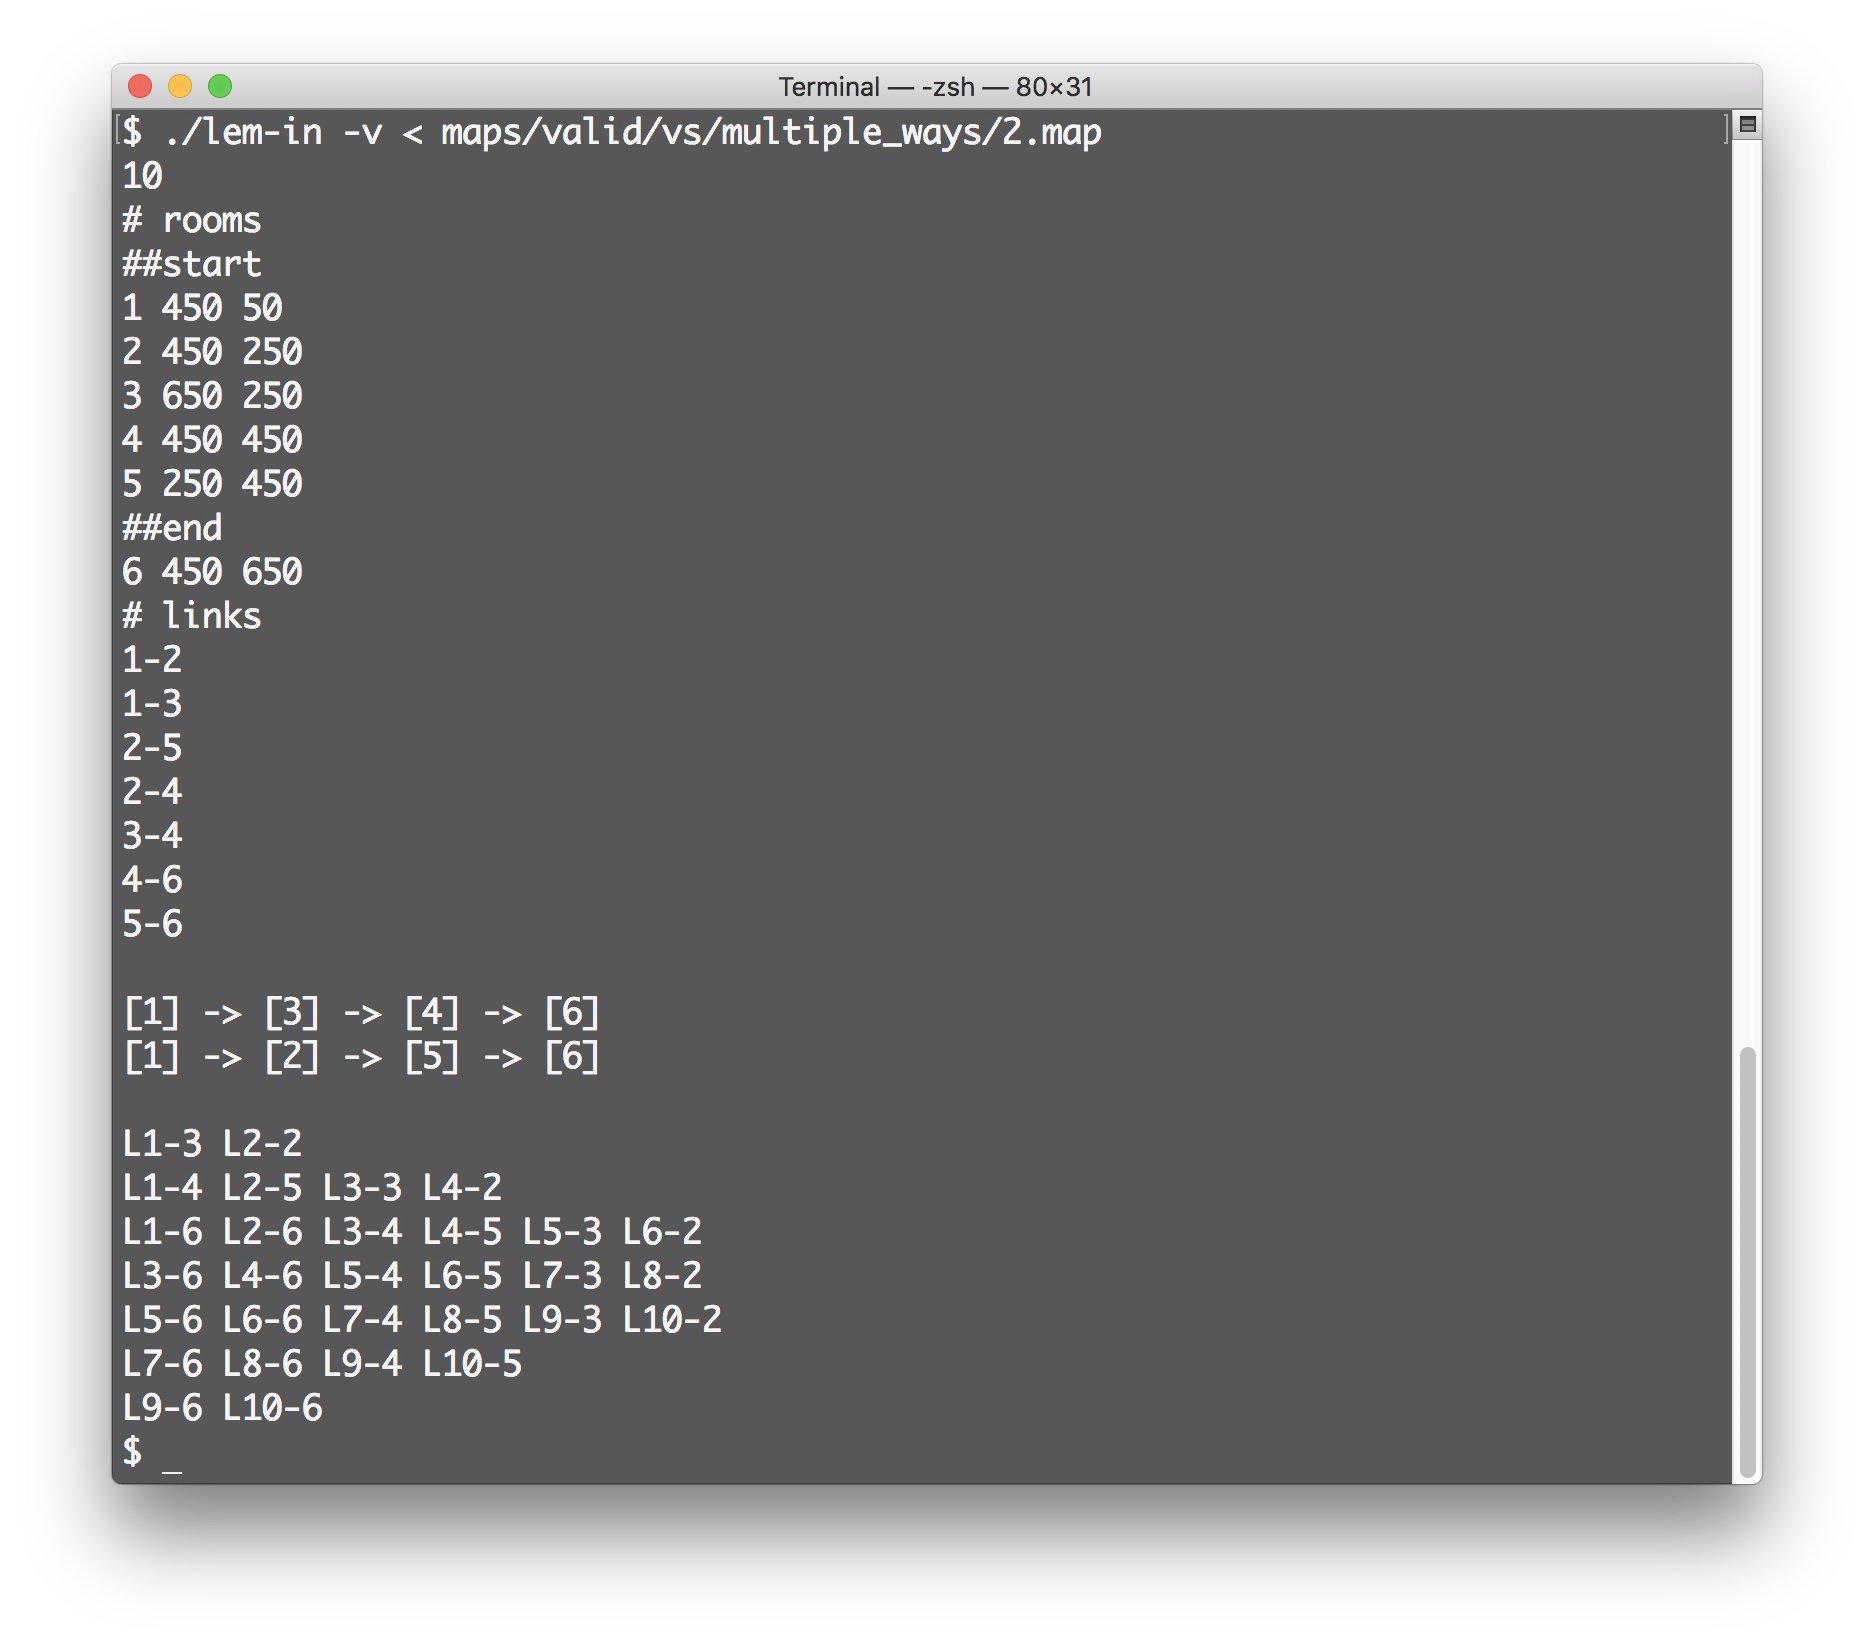 Terminal — -zsh — 80×31
$ ./lem-in -v < maps/valid/vs/multiple_ways/2.map
10
# rooms
##start
1 450 50
2 450 250
3 650 250
4 450 450
5 250 450
##end
6 450 650
# links
1-2
1-3
2-5
2-4
3-4
4-6
5-6
[1] -> [3] -> [4] -> [6]
[1] -> [2] -> [5] -> [6]
L1-3 L2-2
L1-4 L2-5 L3-3 L4-2
L1-6 L2-6 L3-4 L4-5 L5-3 L6-2
L3-6 L4-6 L5-4 L6-5 L7-3 L8-2
L5-6 L6-6 L7-4 L8-5 L9-3 L10-2
L7-6 L8-6 L9-4 L10-5
L9-6 L10-6
$ _